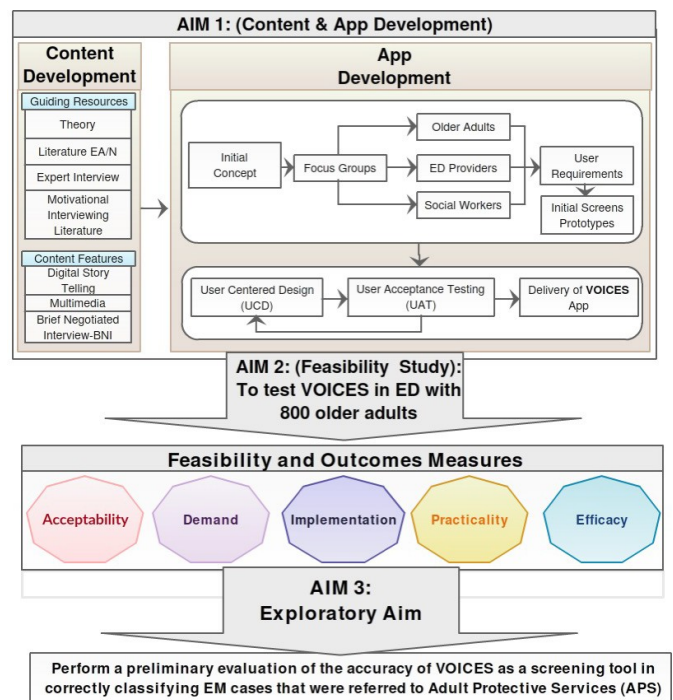 AIM 1: (Content & App Development)
Content
Development
Guiding Resources
Theory
Literature EA/N
Expert Interview
Motivational
Interviewing
Literature
Content Features
Digital Story
Telling
Multimedia
Brief Negotiated
Interview-BNI
App
Development
Initial
Concept
Focus Groups
Older Adults
ED Providers
Social Workers
User
Requirements
Initial Screens
Prototypes
User Centered Design
(UCD)
User Acceptance Testing
(UAT)
Delivery of VOICES
App
AIM 2: (Feasibility Study):
To test VOICES in ED with
800 older adults
Feasibility and Outcomes Measures
Acceptability
Demand
Implementation
Practicality
Efficacy
AIM 3:
Exploratory Aim
Perform a preliminary evaluation of the accuracy of VOICES as a screening tool in
correctly classifying EM cases that were referred to Adult Protective Services (APS)